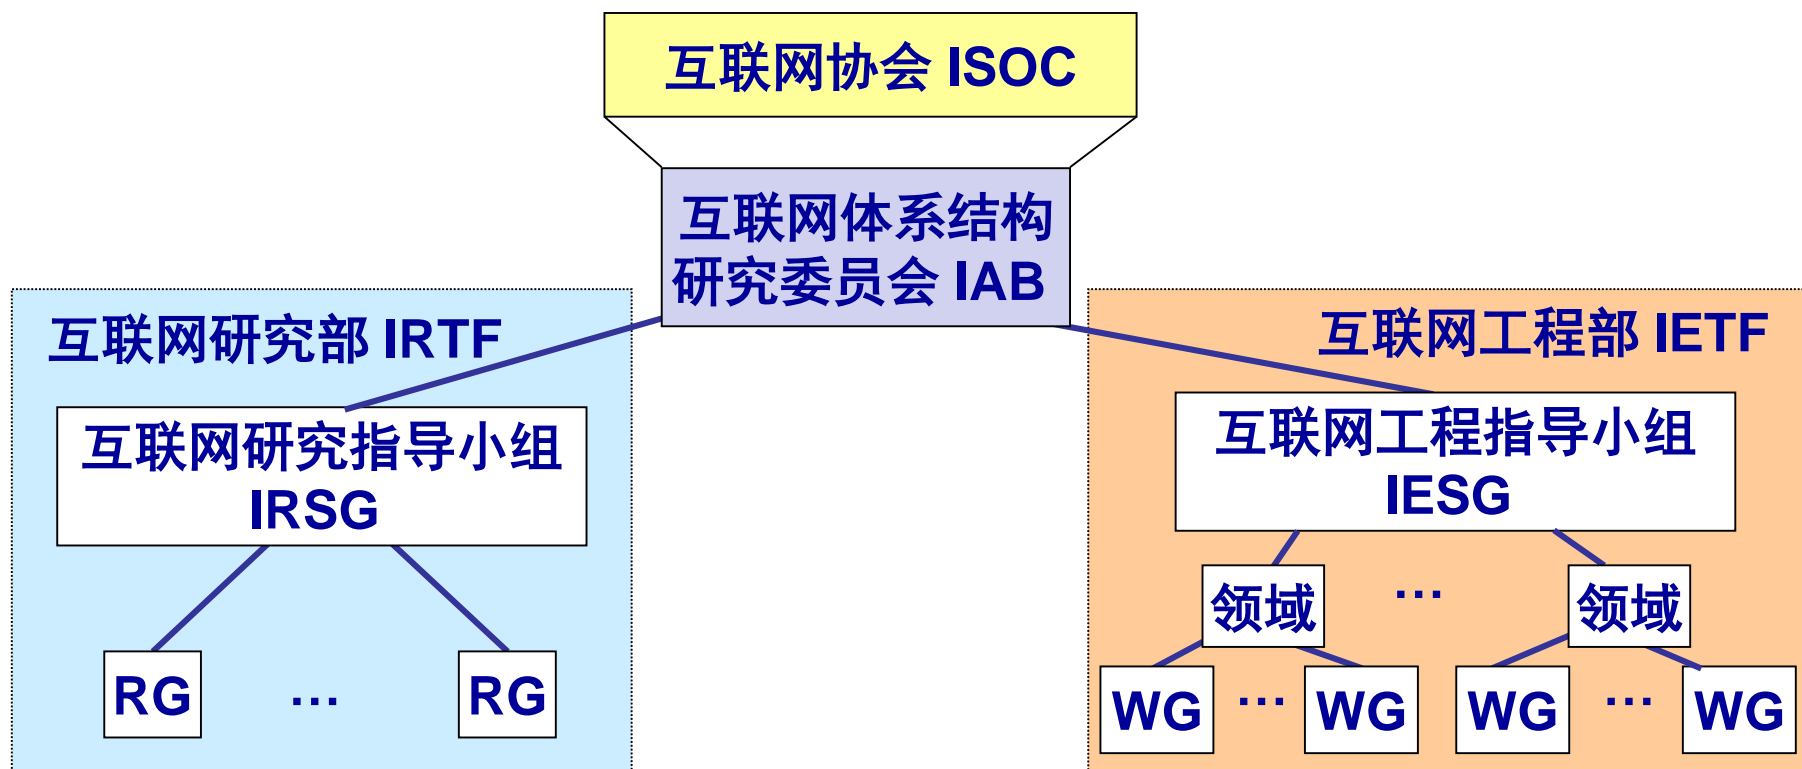 互联网协会 ISOC
互联网体系结构
研究委员会 IAB
互联网研究部 IRTF
互联网研究指导小组
IRSG
RG … RG
互联网工程部 IETF
互联网工程指导小组
IESG
领域 … 领域
WG … WG WG … WG